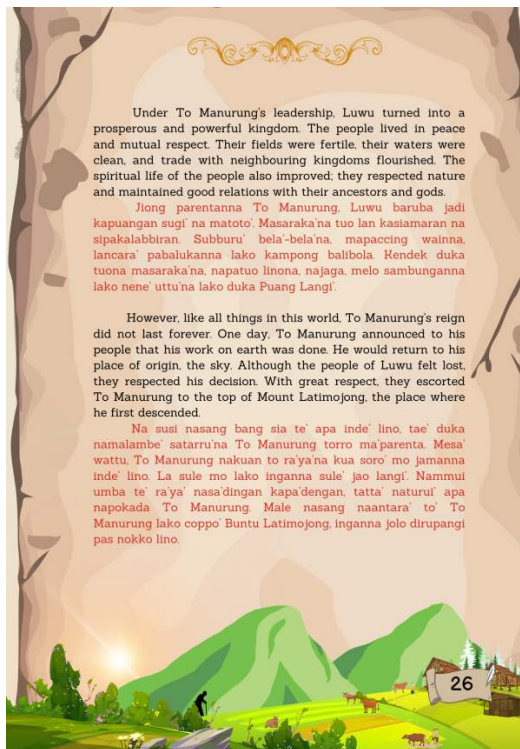 Under To Manurung's leadership, Luwu turned into a
prosperous and powerful kingdom. The people lived in peace
and mutual respect. Their fields were fertile, their waters were
clean, and trade with neighbouring kingdoms flourished. The
spiritual life of the people also improved; they respected nature
and maintained good relations with their ancestors and gods.
Jiong parentanna To Manurung, Luwu baruba jadi
kapuangan sugi' na matoto'. Masaraka'na tuo lan kasiamaran na
sipakalabbiran. Subburu' bela'-bela'na, mapaccing wainna,
lancara' pabalukanna lako kampong balibola. Kendek duka
tuona masaraka'na, napatuo linona, najaga, melo sambunganna
lako nene' uttu'na lako duka Puang Langi'.
However, like all things in this world, To Manurung's reign
did not last forever. One day, To Manurung announced to his
people that his work on earth was done. He would return to his
place of origin, the sky. Although the people of Luwu felt lost,
they respected his decision. With great respect, they escorted
To Manurung to the top of Mount Latimojong, the place where
he first descended.
Na susi nasang bang sia te' apa inde' lino, tae' duka
namalambe' satarru'na To Manurung torro ma'parenta. Mesa'
wattu, To Manurung nakuan to ra'ya'na kua soro' mo jamanna
inde' lino. La sule mo lako inganna sule' jao langi'. Nammui
umba te' ra'ya' nasa'dingan kapa'dengan, tatta' naturui' apa
napokada To Manurung. Male nasang naantara' to' To
Manurung lako coppo' Buntu Latimojong, inganna jolo dirupangi
pas nokko lino.
26